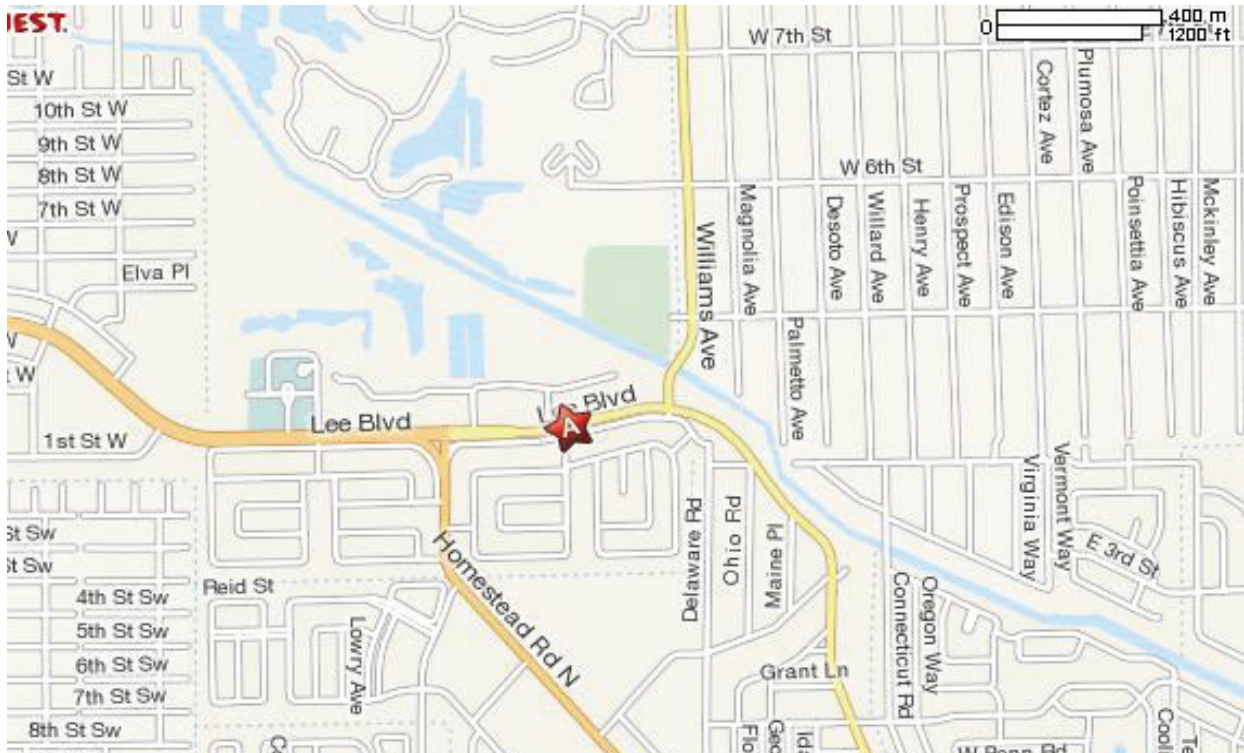 UEST.
W 7th St
0
400 m
1200 ft
St W
10th St W
9th St W
8th St W
7th St W
W
Elva Pl
W
t W
1st St W
Cortez Ave
Plumosa Ave
W 6th St
Magnolia Ave
Desoto Ave
Willard Ave
Henry Ave
Prospect Ave
Edison Ave
Poinsettia Ave
Hibiscus Ave
Mckinley Ave
Williams Ave
Palmetto Ave
Lee Blvd
Blvd
A
St Sw
St Sw
4th St Sw
5th St Sw
6th St Sw
7th St Sw
8th St Sw
Reid St
Lowry Ave
Homestead Rd N
Delaware Rd
Ohio Rd
Maine Pl
Virginia Way
Vermont Way
E 3rd St
Connecticut Rd
Oregon Way
Grant Ln
W Penn Rd
Cool